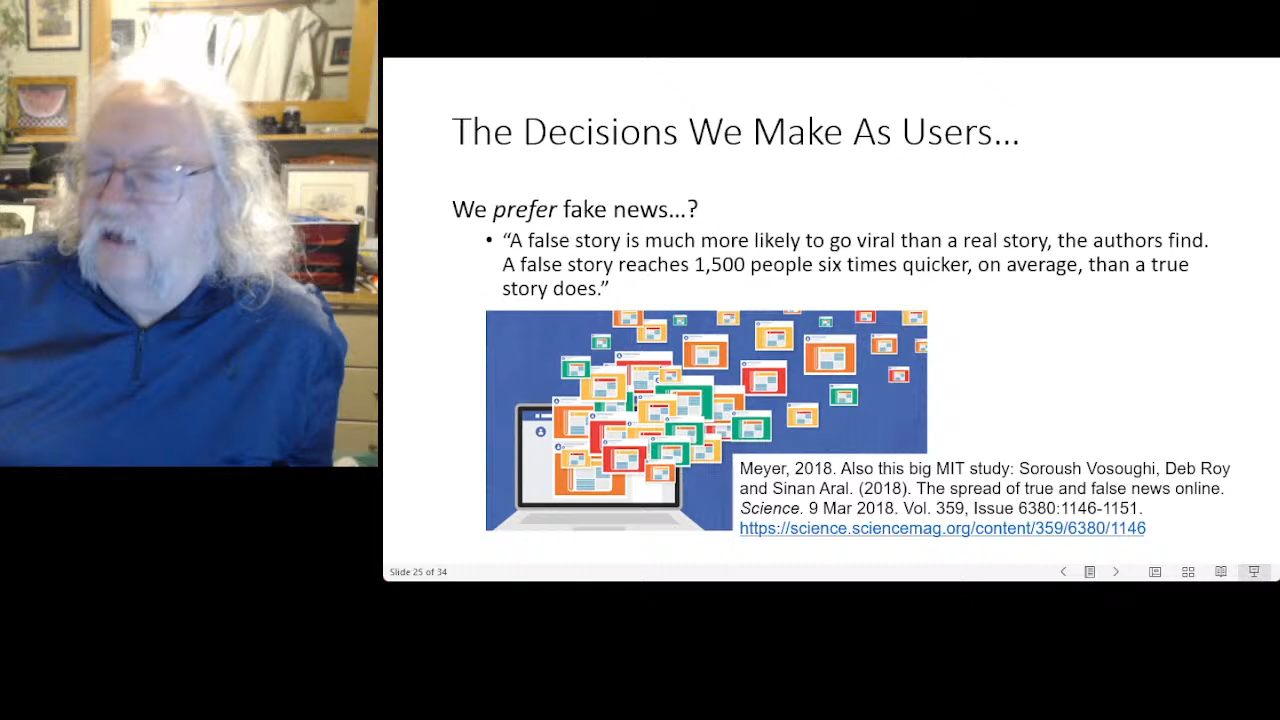 The Decisions We Make As Users...
We prefer fake news...?
• “A false story is much more likely to go viral than a real story, the authors find.
A false story reaches 1,500 people six times quicker, on average, than a true
story does.”
Meyer, 2018. Also this big MIT study: Soroush Vosoughi, Deb Roy
and Sinan Aral. (2018). The spread of true and false news online.
Science. 9 Mar 2018. Vol. 359, Issue 6380:1146-1151.
https://science.sciencemag.org/content/359/6380/1146
Slide 25 of 34